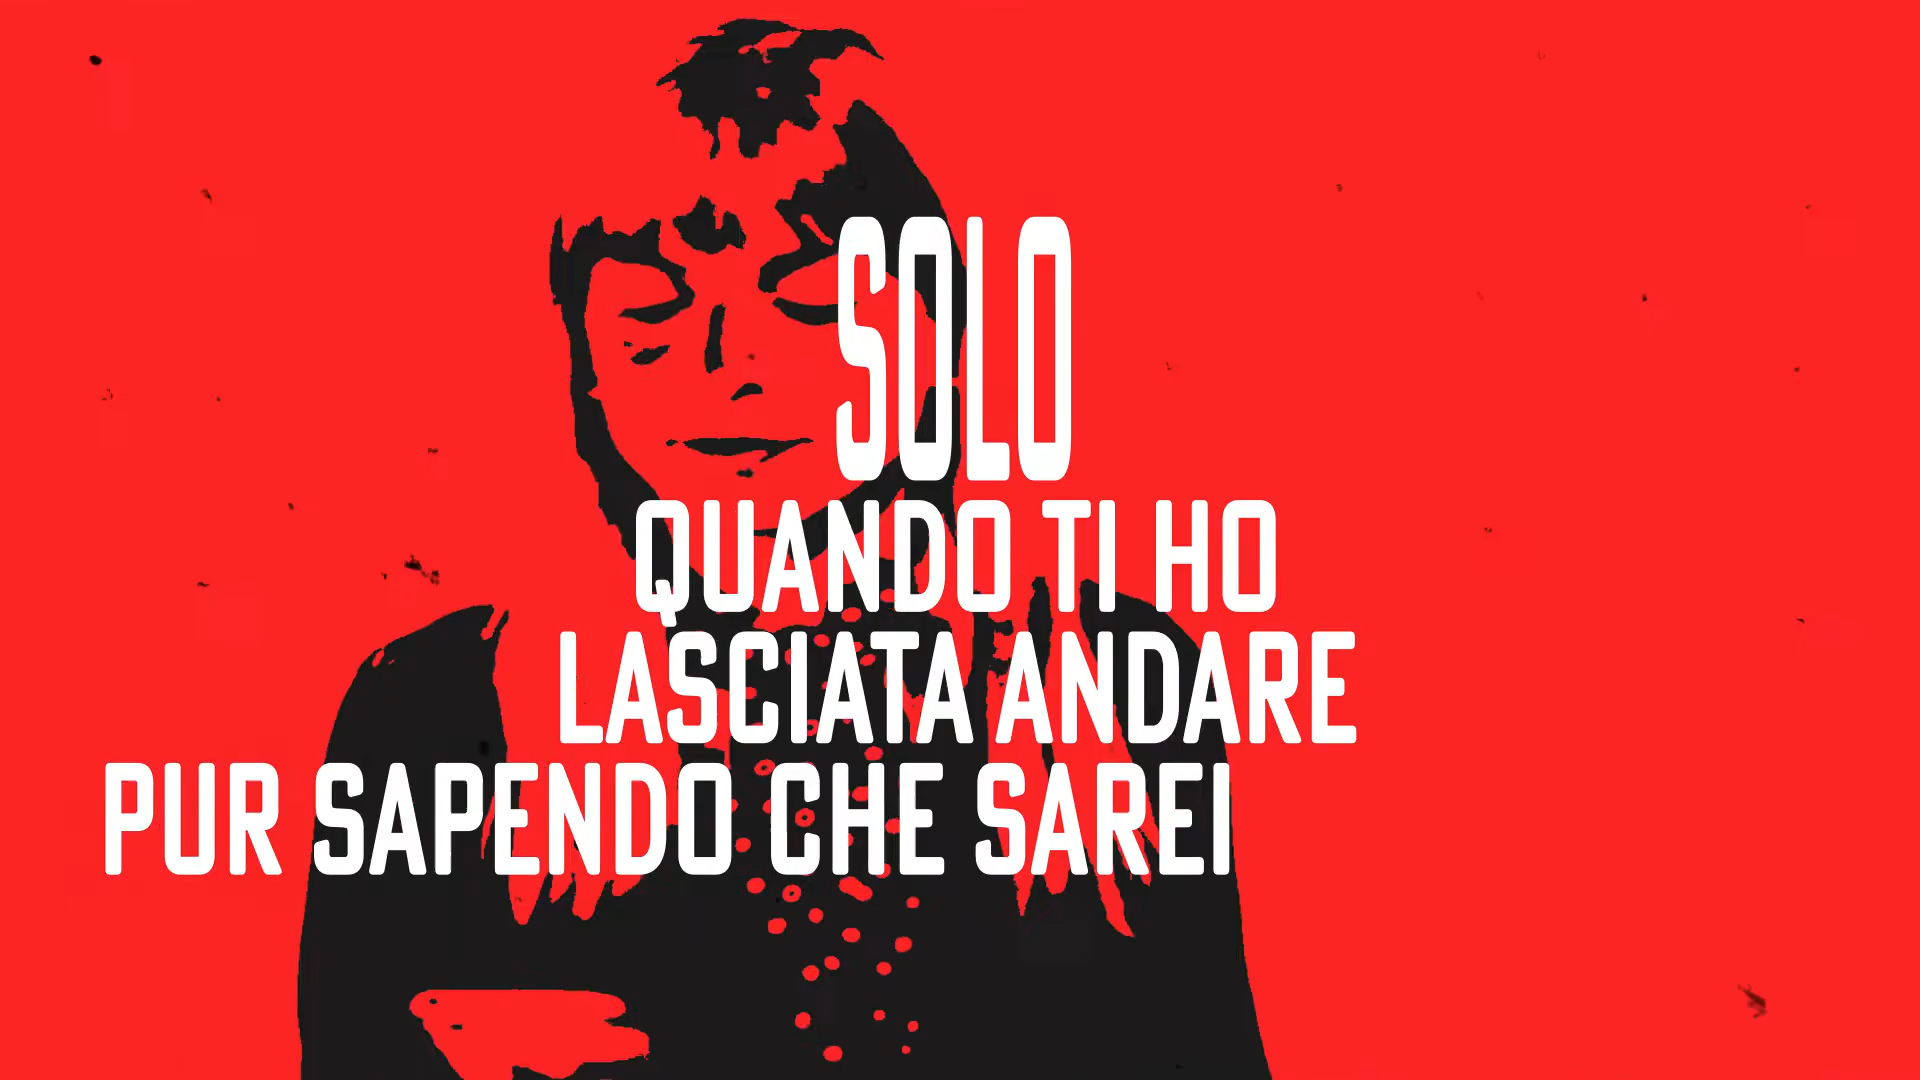 SOLO
QUANDO TI HO
LASCIATA ANDARE
PUR SAPENDO CHE SAREI